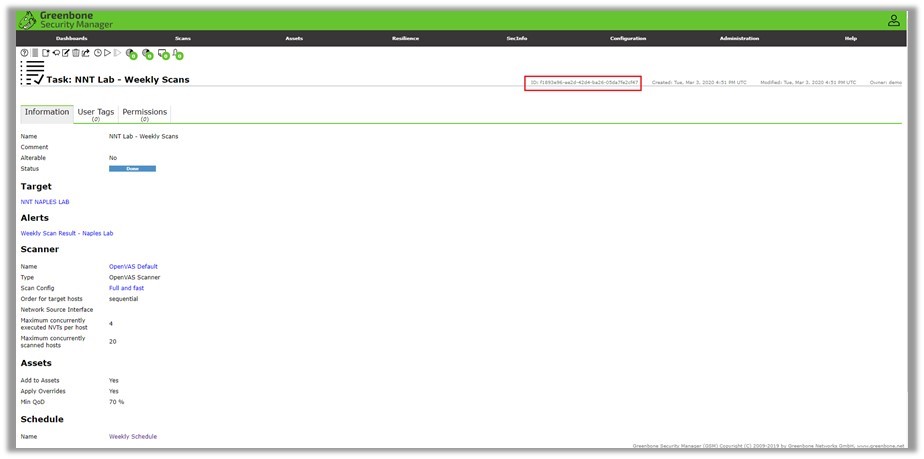 Greenbone
Security Manager
Dashboards Scans Assets Resilience SecInfo Configuration Administration Help
Task: NNT Lab - Weekly Scans
ID: Created: Tue, Mar 3, 2020 4:51 PM UTC Modified: Tue, Mar 3, 2020 4:51 PM UTC Owner: demo
Information User Tags Permissions
(0) (0)
Name NNT Lab - Weekly Scans
Comment
Alterable No
Status Done
Target
NNT NAPLES LAB
Alerts
Weekly Scan Result - Naples Lab
Scanner
Name OpenVAS Default
Type OpenVAS Scanner
Scan Config Full and fast
Order for target hosts sequential
Network Source Interface
Maximum concurrently
executed NVTs per host 4
Maximum concurrently
scanned hosts 20
Assets
Add to Assets Yes
Apply Overrides Yes
Min QoD 70 %
Schedule
Name Weekly Schedule
Greenbone Security Manager (GSM) Copyright (C) 2009-2019 by Greenbone Networks GmbH, www.greenbone.net